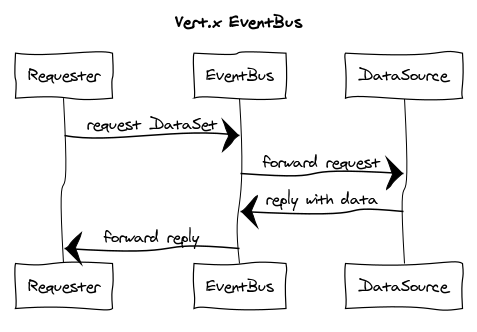 Vert.x EventBus
Requester EventBus DataSource
request DataSet
forward request
reply with data
forward reply
Requester EventBus DataSource